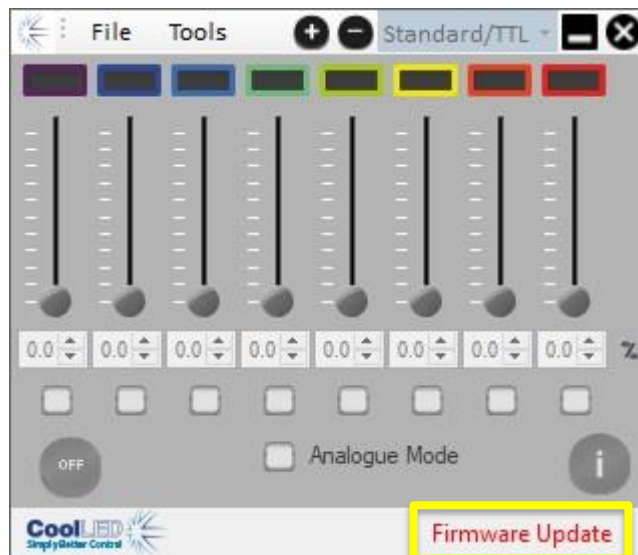 File Tools + - Standard/TTL
0.0 0.0 0.0 0.0 0.0 0.0 0.0 0.0 %
OFF
Analogue Mode
i
CoolLED
Simply Better Control
Firmware Update